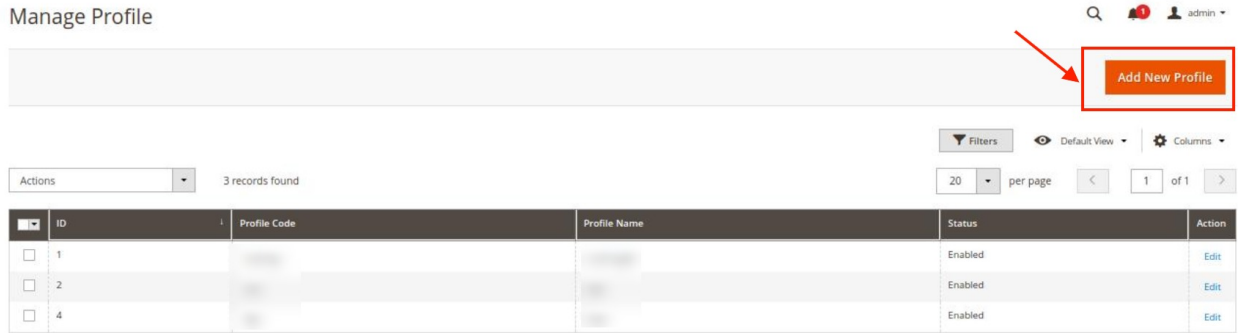 Manage Profile
1 admin
Add New Profile
Filters Default View Columns
Actions 3 records found 20 per page 1 of 1
ID Profile Code Profile Name Status Action
1 Enabled Edit
2 Enabled Edit
4 Enabled Edit